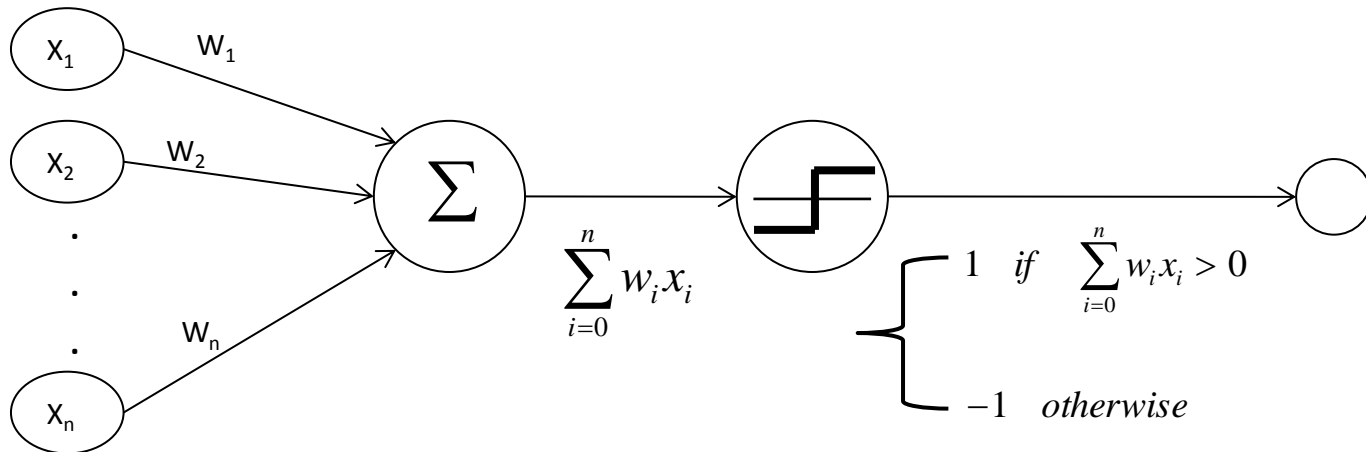 X₁
W₁
X₂
W₂
.
.
.
Xₙ
Wₙ
∑
n
∑ wᵢxᵢ
i=0
1 if ∑ wᵢxᵢ > 0
n
i=0
−1 otherwise